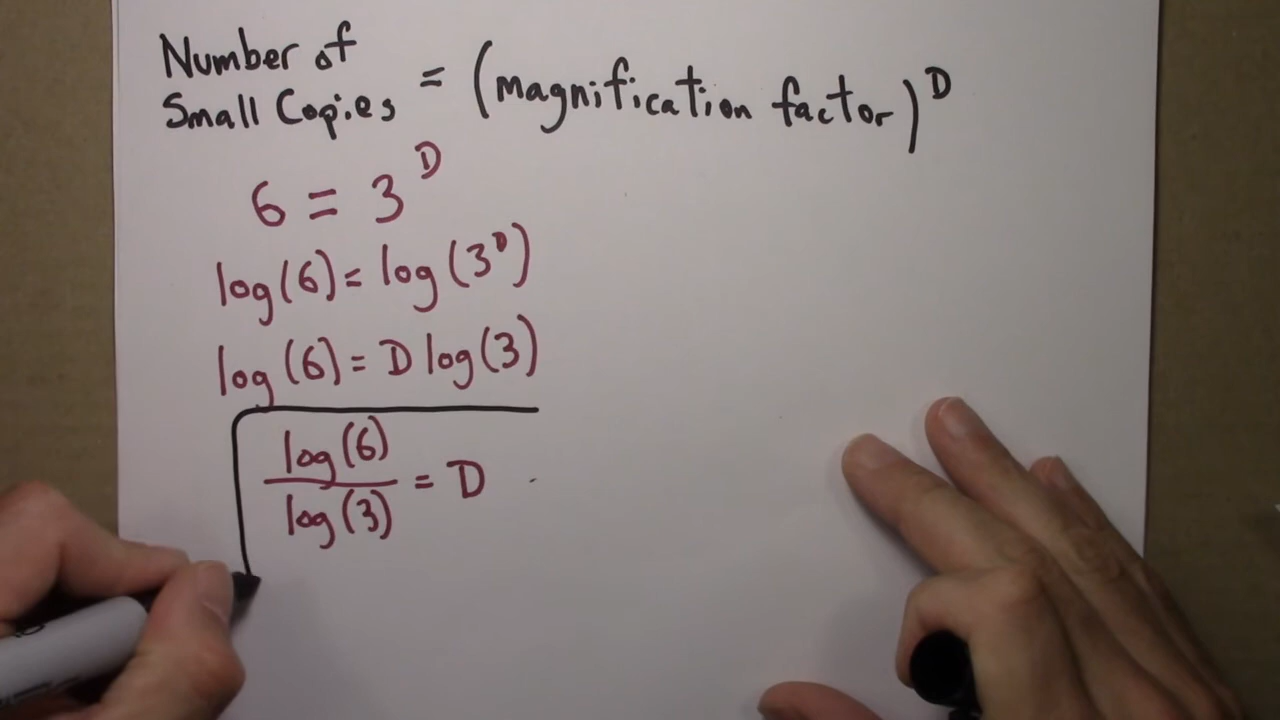 Number of
Small Copies = (magnification factor)^D
6 = 3^D
log(6) = log(3^D)
log(6) = D log(3)
log(6)
log(3) = D